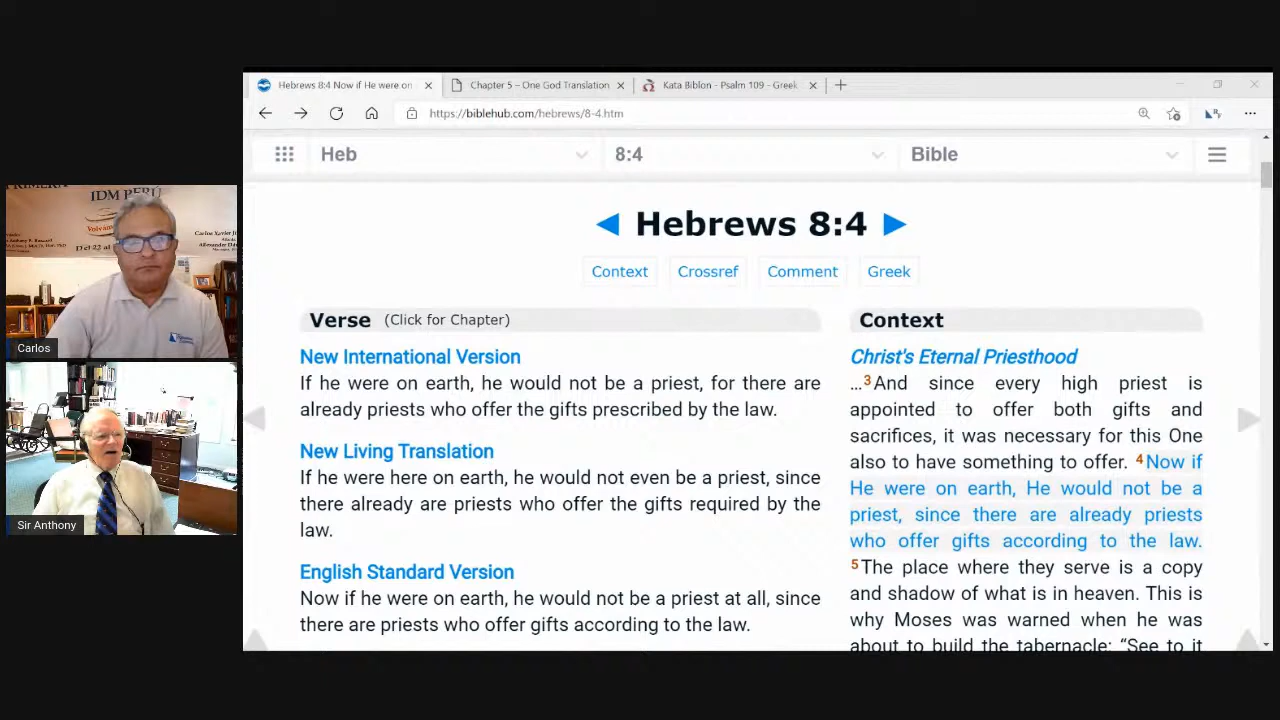 Hebrews 8:4 Now if He were on
Chapter 5 – One God Translation
Kata Biblon - Psalm 109 - Greek
https://biblehub.com/hebrews/8-4.htm
Heb
8:4
Bible
Hebrews 8:4
Context
Crossref
Comment
Greek
Verse (Click for Chapter)
New International Version
If he were on earth, he would not be a priest, for there are
already priests who offer the gifts prescribed by the law.
New Living Translation
If he were here on earth, he would not even be a priest, since
there already are priests who offer the gifts required by the
law.
English Standard Version
Now if he were on earth, he would not be a priest at all, since
there are priests who offer gifts according to the law.
Context
Christ's Eternal Priesthood
...3And since every high priest is
appointed to offer both gifts and
sacrifices, it was necessary for this One
also to have something to offer. 4Now if
He were on earth, He would not be a
priest, since there are already priests
who offer gifts according to the law.
5The place where they serve is a copy
and shadow of what is in heaven. This is
why Moses was warned when he was
about to build the tabernacle: “See to it
IDM PERÚ
Carlos
Sir Anthony